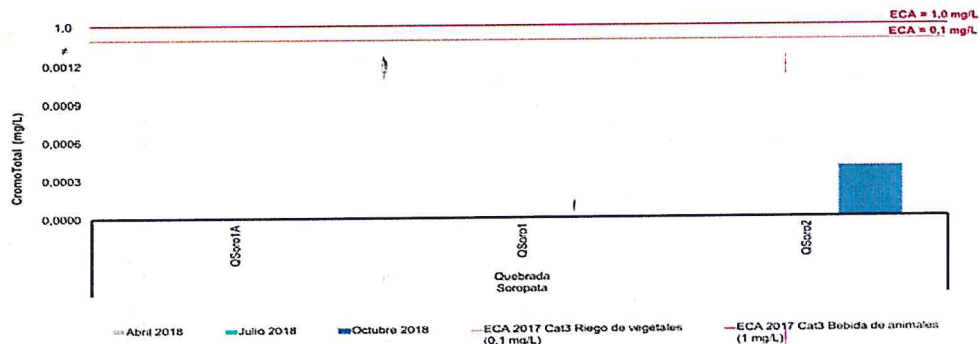 ECA = 1,0 mg/L
1,0
ECA = 0,1 mg/L
≠
0,0012
0,0009
0,0006
0,0003
0,0000
CromoTotal (mg/L)
QSoro1A
QSoro1
QSoro2
Quebrada
Soropata
Abril 2018
Julio 2018
Octubre 2018
ECA 2017 Cat3 Riego de vegetales
(0,1 mg/L)
ECA 2017 Cat3 Bebida de animales
(1 mg/L)